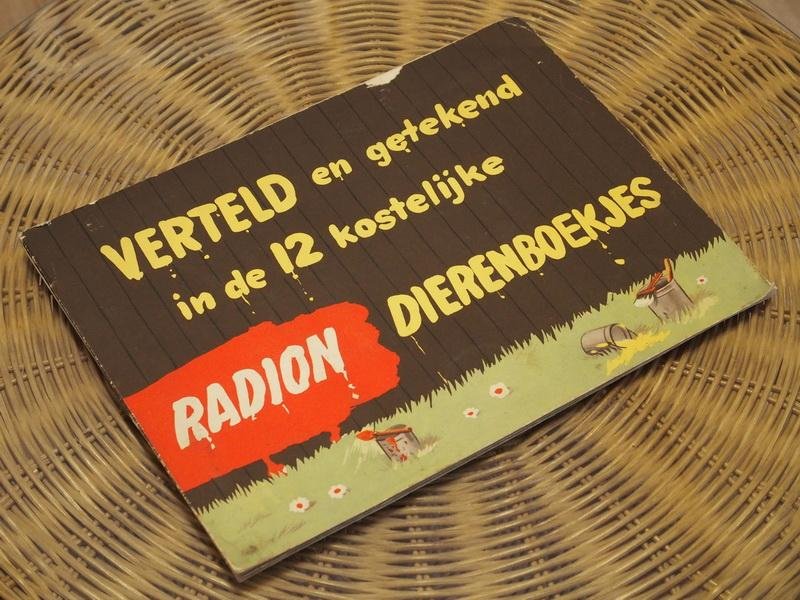 VERTELD en getekend
in de 12 kostelijke
RADION DIERENBOEKJES